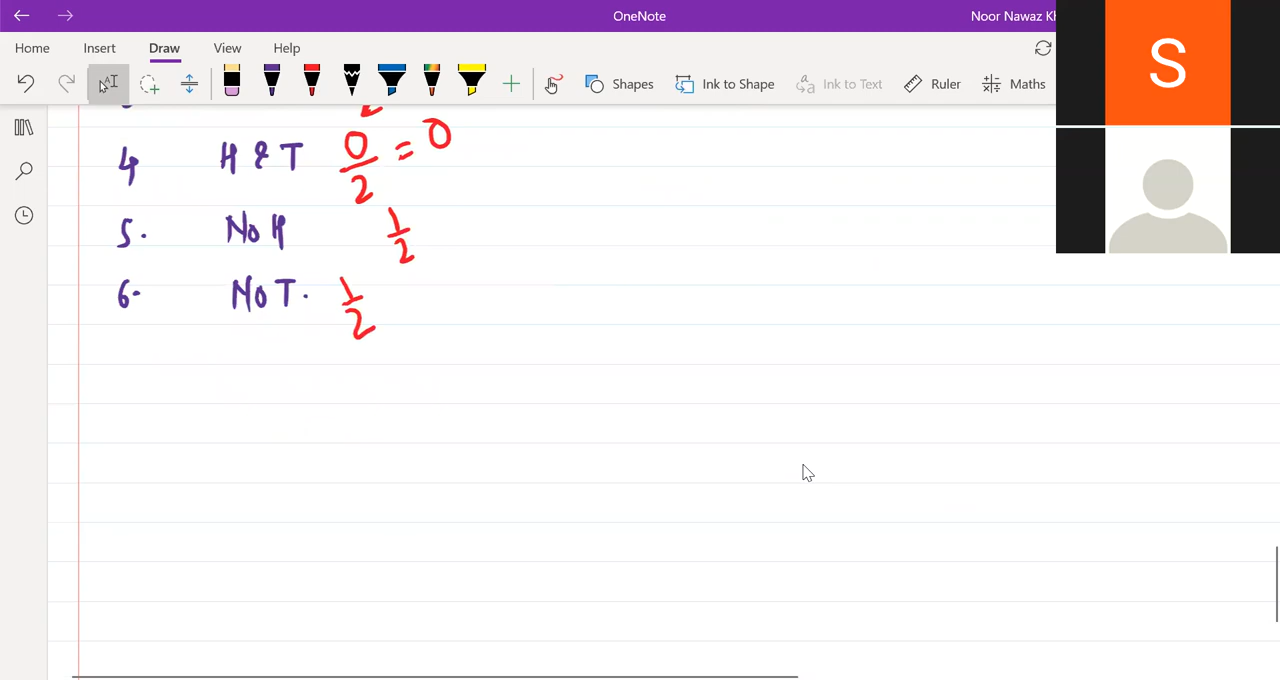 OneNote
Noor Nawaz Kh
Home Insert Draw View Help
Shapes Ink to Shape Ink to Text Ruler Maths
S
4 H & T 0/2 = 0
5. No H 1/2
6. No T. 1/2